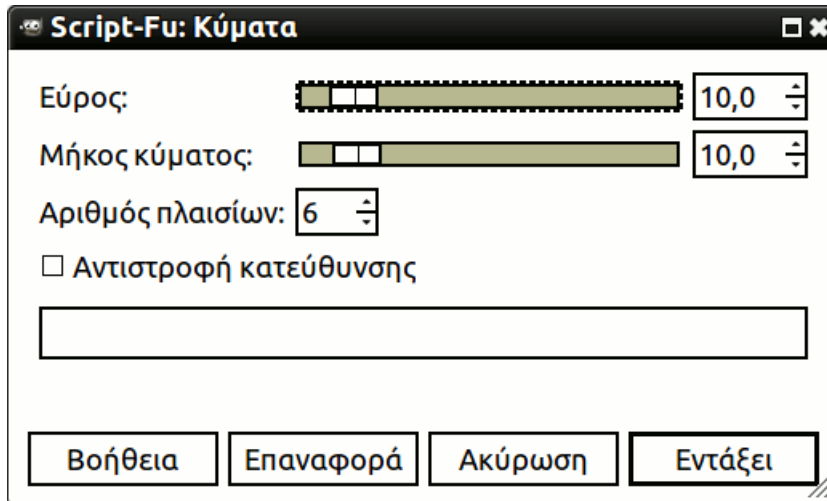 Script-Fu: Κύματα
Εύρος: 10,0
Μήκος κύματος: 10,0
Αριθμός πλαισίων: 6
Αντιστροφή κατεύθυνσης
Βοήθεια Επαναφορά Ακύρωση Εντάξει